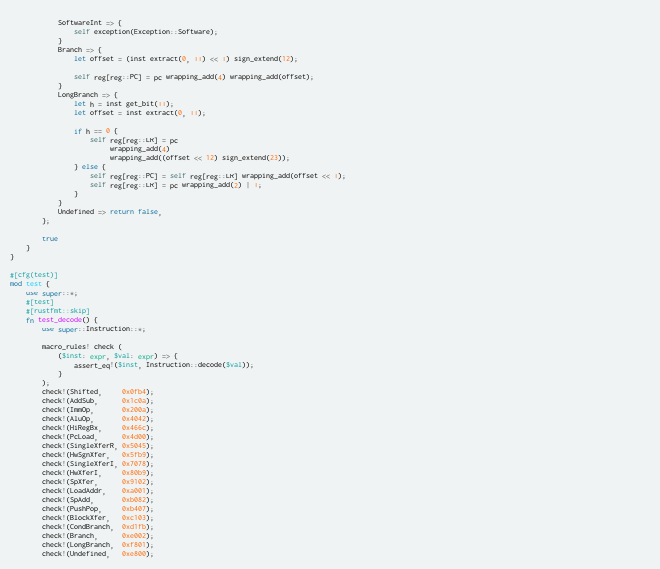 SoftwareInt => {
self exception(Exception::Software);
}
Branch => {
let offset = (inst extract(0, 11) << 1) sign_extend(12);
self reg[reg::PC] = pc wrapping_add(4) wrapping_add(offset);
}
LongBranch => {
let h = inst get_bit(11);
let offset = inst extract(0, 11);
if h == 0 {
self reg[reg::LR] = pc
wrapping_add(4)
wrapping_add((offset << 12) sign_extend(23));
} else {
self reg[reg::PC] = self reg[reg::LR] wrapping_add(offset << 1);
self reg[reg::LR] = pc wrapping_add(2) | 1;
}
}
Undefined => return false,
};
true
}
}
#[cfg(test)]
mod test {
use super::*;
#[test]
#[rustfmt::skip]
fn test_decode() {
use super::Instruction::*;
macro_rules! check (
($inst: expr, $val: expr) => {
assert_eq!($inst, Instruction::decode($val));
}
);
check!(Shifted, 0x0fb4);
check!(AddSub, 0x1c0a);
check!(ImmOp, 0x200a);
check!(AluOp, 0x4042);
check!(HiRegBx, 0x466c);
check!(PcLoad, 0x4d00);
check!(SingleXferR, 0x5045);
check!(HwSgnXfer, 0x5fb9);
check!(SingleXferI, 0x7078);
check!(HwXferI, 0x80b9);
check!(SpXfer, 0x9102);
check!(LoadAddr, 0xa001);
check!(SpAdd, 0xb082);
check!(PushPop, 0xb407);
check!(BlockXfer, 0xc103);
check!(CondBranch, 0xd1fb);
check!(Branch, 0xe002);
check!(LongBranch, 0xf801);
check!(Undefined, 0xe800);